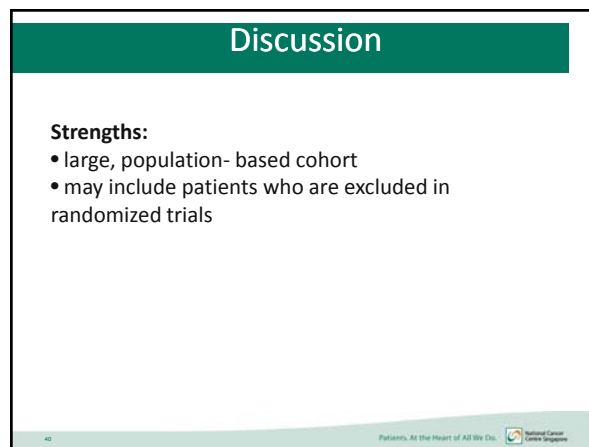 Discussion
Strengths:
• large, population- based cohort
• may include patients who are excluded in
randomized trials
40
Patients. At the Heart of All We Do.
National Cancer
Centre Singapore